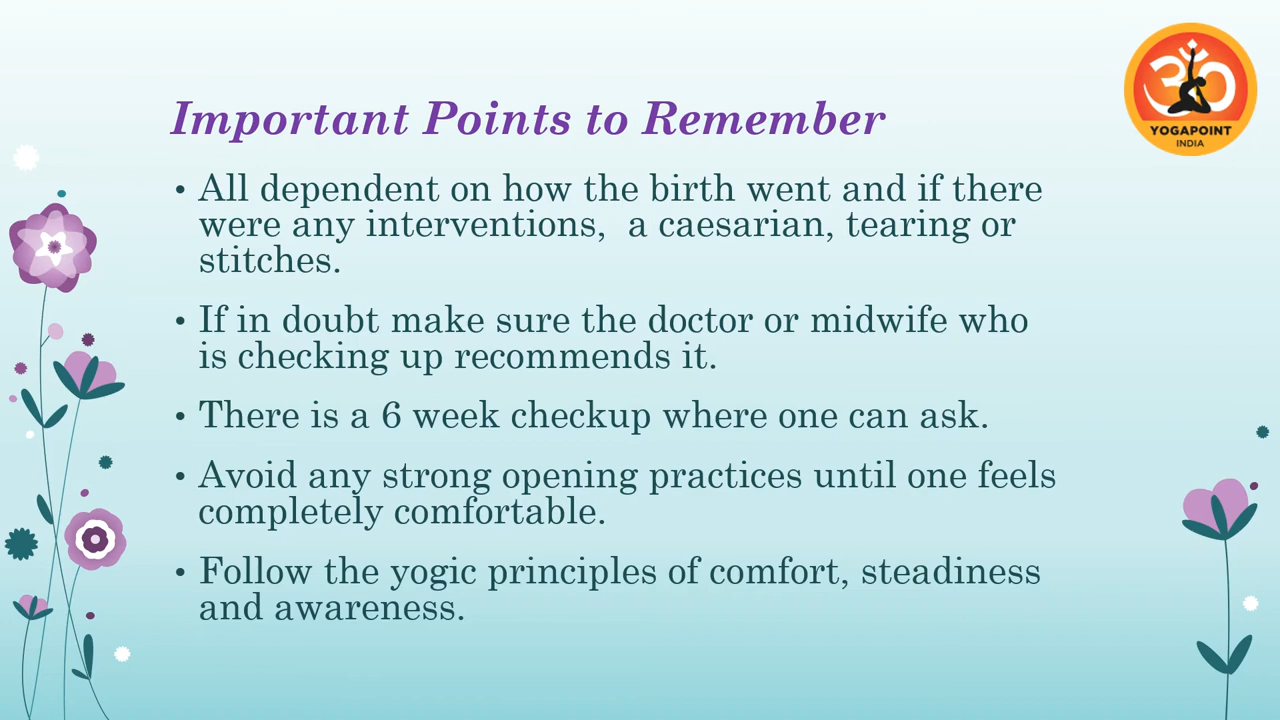 YOGAPOINT
INDIA
Important Points to Remember
• All dependent on how the birth went and if there
were any interventions,  a caesarian, tearing or
stitches.
• If in doubt make sure the doctor or midwife who
is checking up recommends it.
• There is a 6 week checkup where one can ask.
• Avoid any strong opening practices until one feels
completely comfortable.
• Follow the yogic principles of comfort, steadiness
and awareness.